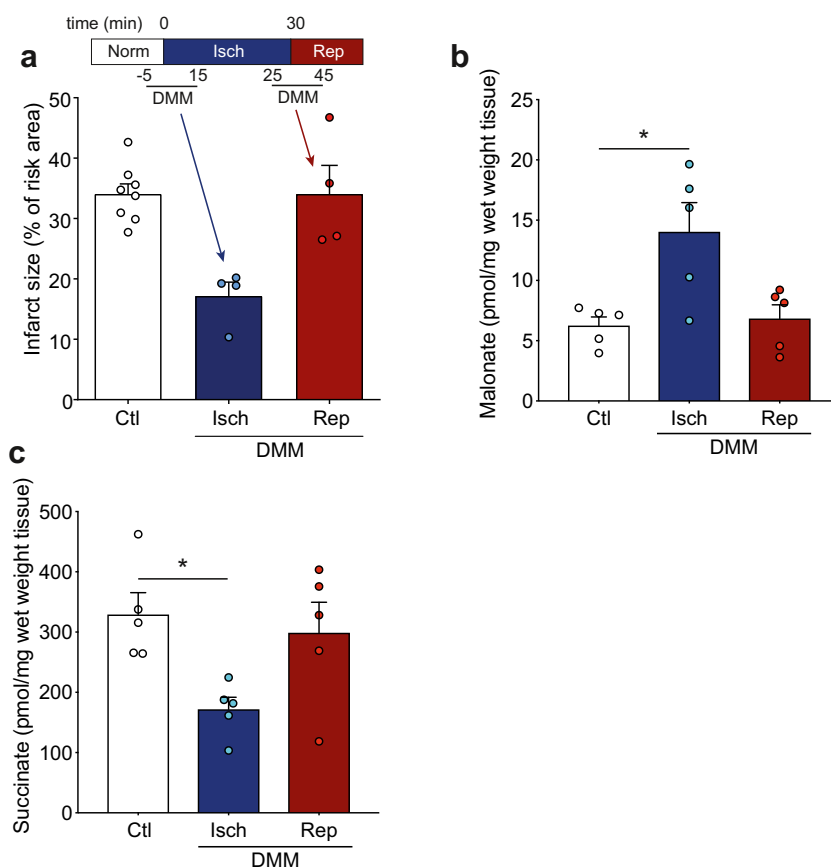 time (min) 0 30
Norm Isch Rep
a
-5 15 25 45
DMM DMM
Infarct size (% of risk area)
50
40
30
20
10
0
Ctl Isch Rep
DMM
b
*
Malonate (pmol/mg wet weight tissue)
25
20
15
10
5
0
Ctl Isch Rep
DMM
c
*
Succinate (pmol/mg wet weight tissue)
500
400
300
200
100
0
Ctl Isch Rep
DMM